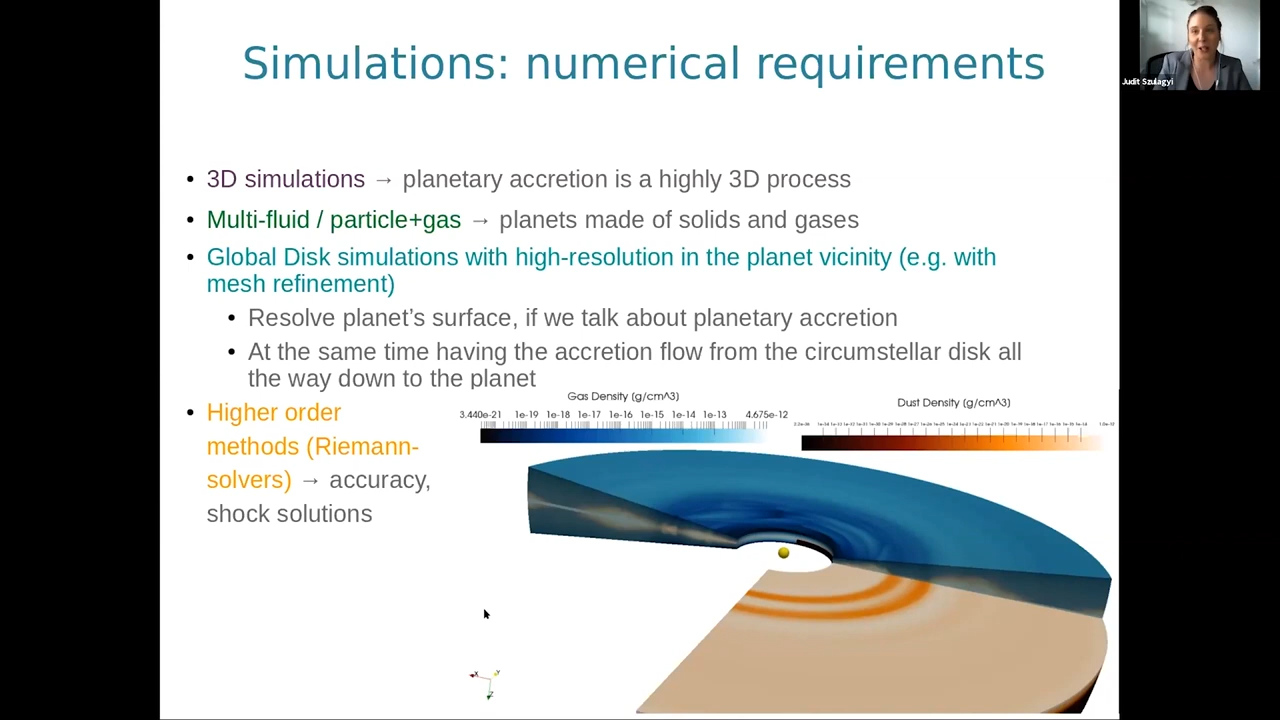 Simulations: numerical requirements
Judit Szulagyi
• 3D simulations → planetary accretion is a highly 3D process
• Multi-fluid / particle+gas → planets made of solids and gases
• Global Disk simulations with high-resolution in the planet vicinity (e.g. with
mesh refinement)
• Resolve planet’s surface, if we talk about planetary accretion
• At the same time having the accretion flow from the circumstellar disk all
the way down to the planet
• Higher order
methods (Riemann-
solvers) → accuracy,
shock solutions
Gas Density [g/cm^3]
3.440e-21 1e-19 1e-18 1e-17 1e-16 1e-15 1e-14 1e-13 4.675e-12
Dust Density [g/cm^3]
X Y
Z